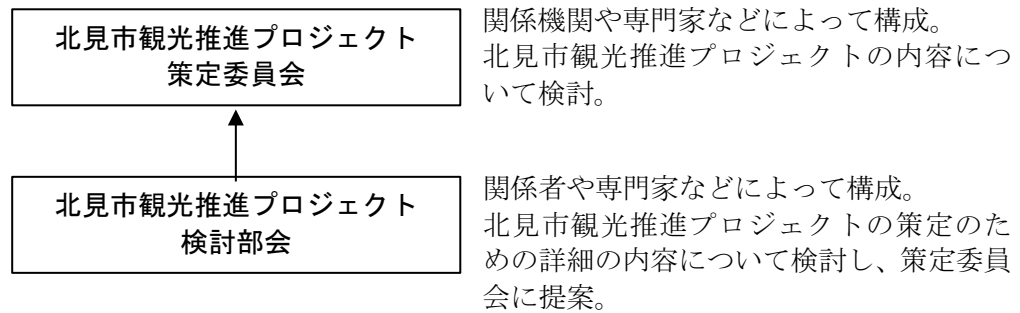 北見市観光推進プロジェクト
策定委員会
関係機関や専門家などによって構成。
北見市観光推進プロジェクトの内容につ
いて検討。
北見市観光推進プロジェクト
検討部会
関係者や専門家などによって構成。
北見市観光推進プロジェクトの策定のた
めの詳細の内容について検討し、策定委員
会に提案。